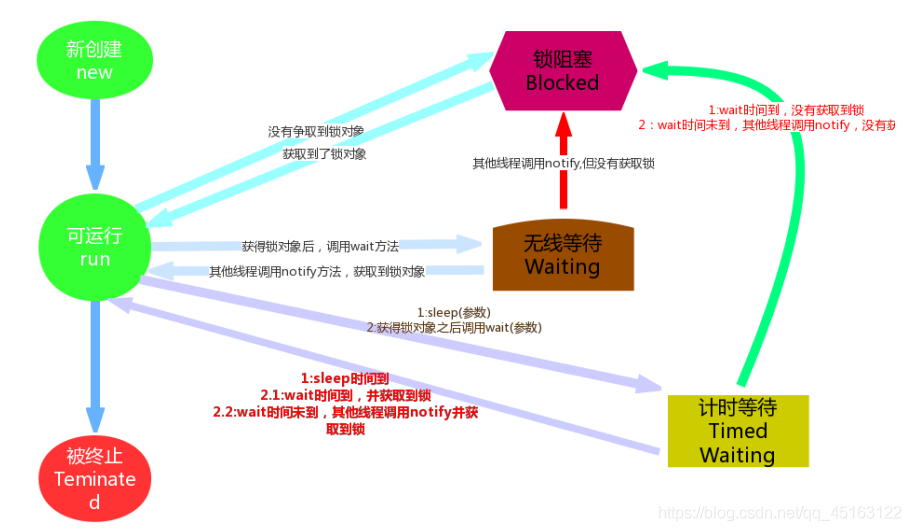 新创建
new
锁阻塞
Blocked
1:wait时间到，没有获取到锁
2：wait时间未到，其他线程调用notify，没有获
没有争取到锁对象
获取到了锁对象
其他线程调用notify,但没有获取锁
可运行
run
获得锁对象后，调用wait方法
其他线程调用notify方法，获取到锁对象
无线等待
Waiting
1:sleep(参数)
2:获得锁对象之后调用wait(参数)
1:sleep时间到
2.1:wait时间到，并获取到锁
2.2:wait时间未到，其他线程调用notify并获
取到锁
计时等待
Timed
Waiting
被终止
Teminate
d
https://blog.csdn.net/qq_45163122